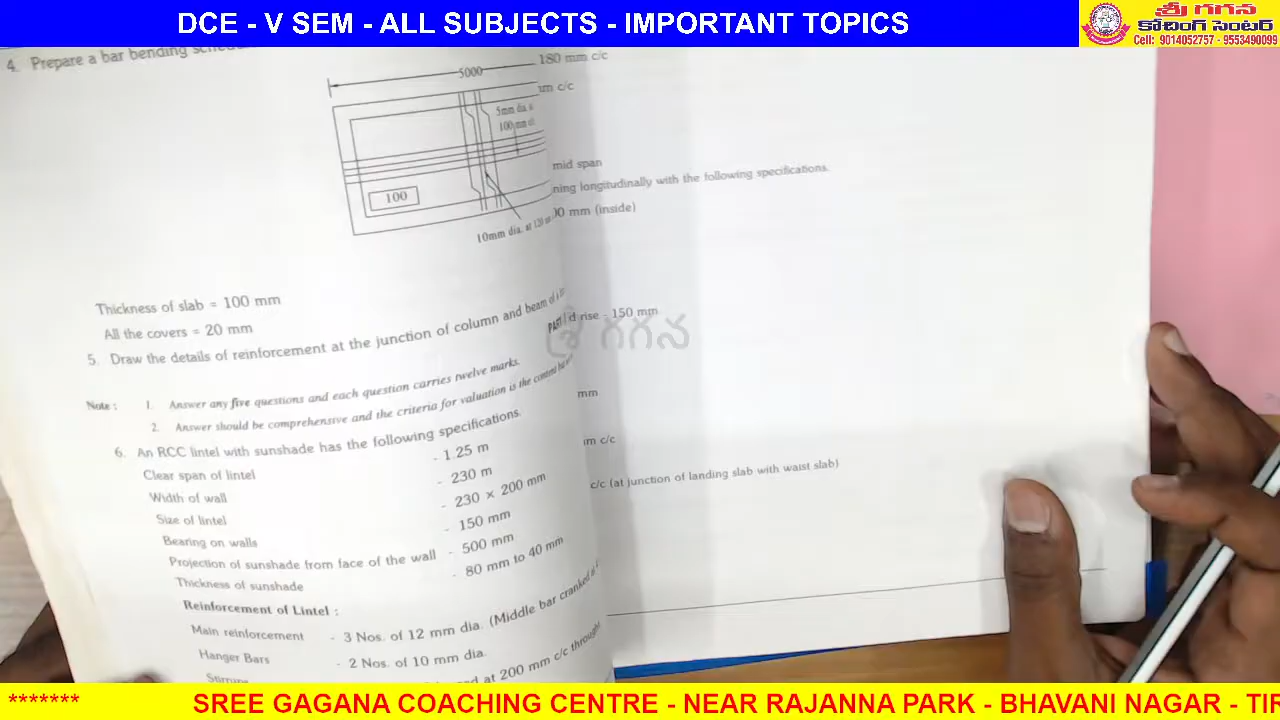 DCE - V SEM - ALL SUBJECTS - IMPORTANT TOPICS
శ్రీ గగన
కోచింగ్ సెంటర్
Cell: 9014052757 - 9553490099
4. Prepare a bar bending
180 mm c/c
5000
m c/c
5mm dia
100 mm
mid span
ning longitudinally with the following specifications.
100
00 mm (inside)
10mm dia. at 120
Thickness of slab = 100 mm
All the covers = 20 mm
d rise - 150 mm
శ్రీ గగన
5. Draw the details of reinforcement at the junction of column and beam of a
PART
Note : 1. Answer any five questions and each question carries twelve marks.
2. Answer should be comprehensive and the criteria for valuation is the content
mm
6. An RCC lintel with sunshade has the following specifications.
Clear span of lintel - 1.25 m
im c/c
Width of wall - 230 m
c/c (at junction of landing slab with waist slab)
Size of lintel - 230 × 200 mm
Bearing on walls - 150 mm
Projection of sunshade from face of the wall - 500 mm
Thickness of sunshade - 80 mm to 40 mm
Reinforcement of Lintel :
Main reinforcement - 3 Nos. of 12 mm dia. (Middle bar cranked
Hanger Bars - 2 Nos. of 10 mm dia.
at 200 mm c/c
*******
SREE GAGANA COACHING CENTRE - NEAR RAJANNA PARK - BHAVANI NAGAR - TIR